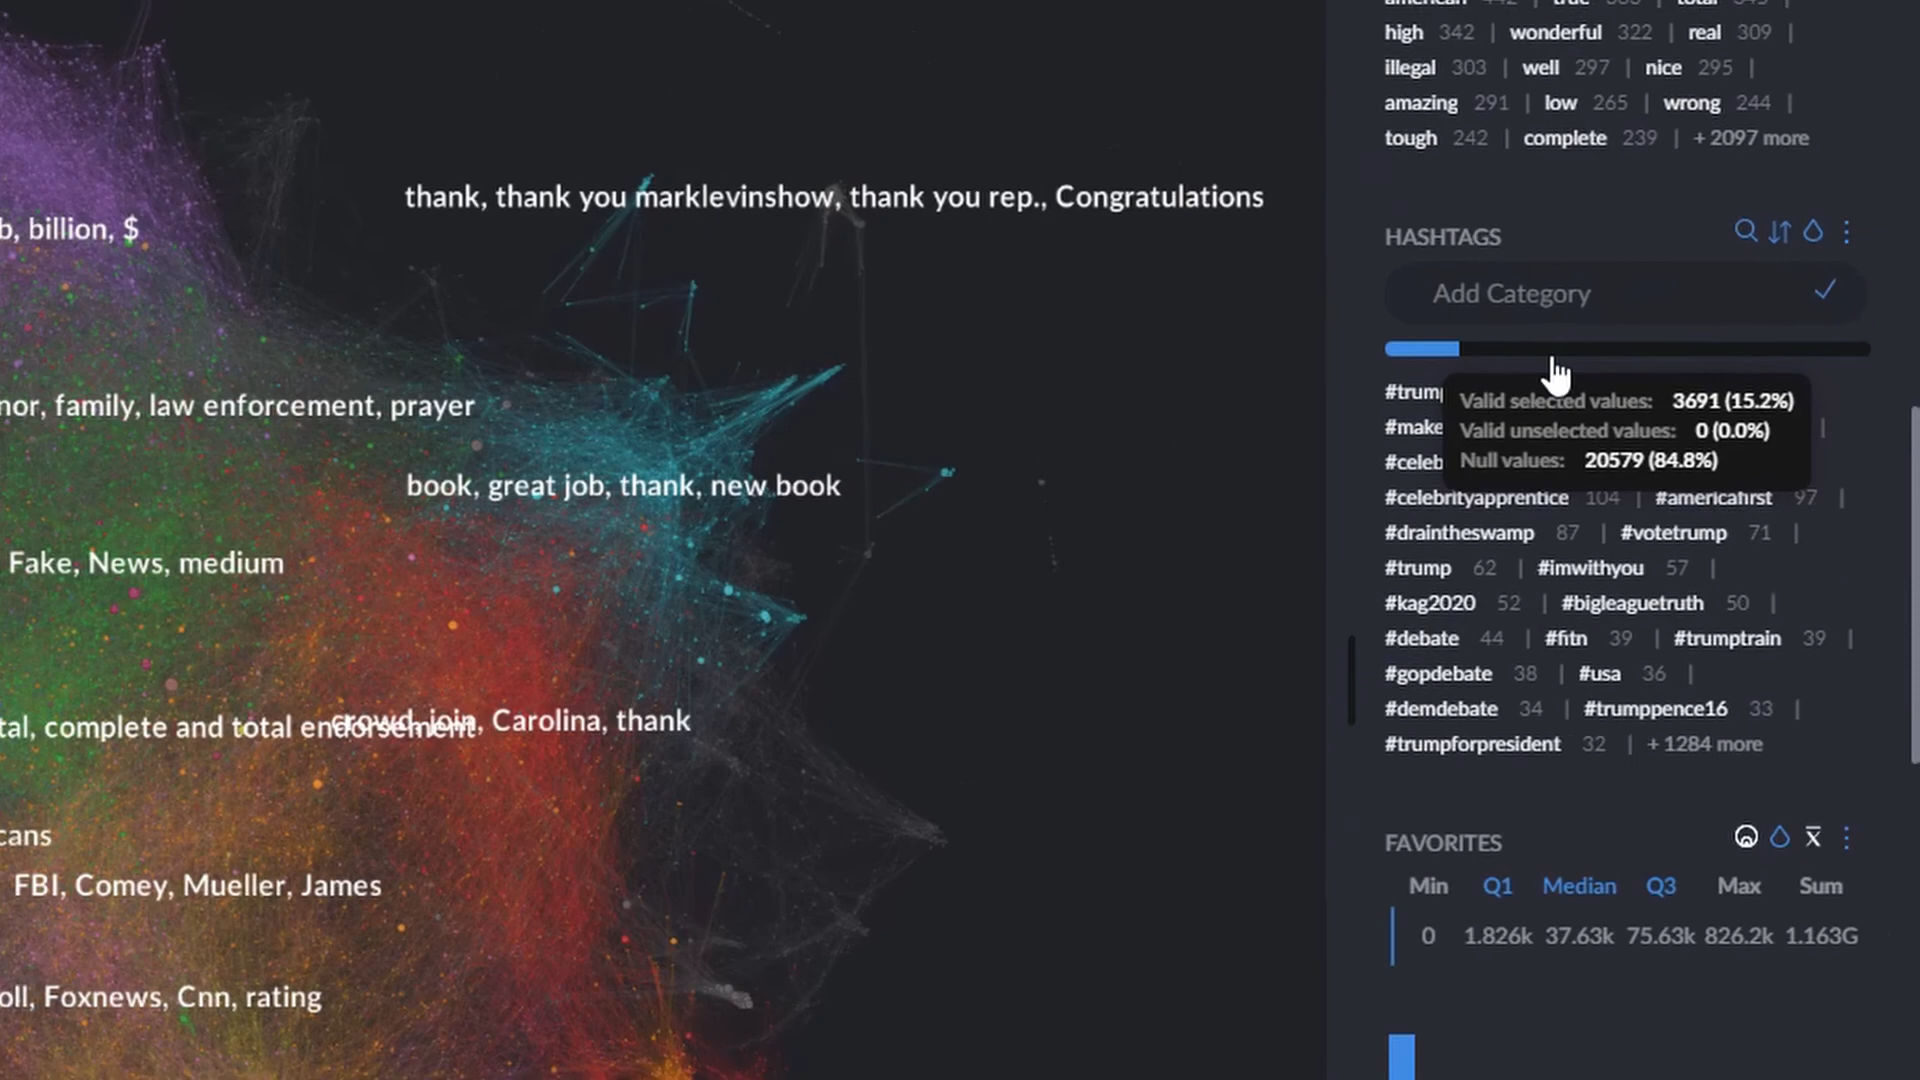 american 442 | true 365 | total 345 |
high 342 | wonderful 322 | real 309 |
illegal 303 | well 297 | nice 295 |
amazing 291 | low 265 | wrong 244 |
tough 242 | complete 239 | + 2097 more
thank, thank you marklevinshow, thank you rep., Congratulations
b, billion, $
HASHTAGS
Add Category
nor, family, law enforcement, prayer
#trump
Valid selected values: 3691 (15.2%)
#make
Valid unselected values: 0 (0.0%)
#celeb
Null values: 20579 (84.8%)
book, great job, thank, new book
#celebrityapprentice 104 | #americafirst 97 |
#draintheswamp 87 | #votetrump 71 |
Fake, News, medium
#trump 62 | #imwithyou 57 |
#kag2020 52 | #bigleaguetruth 50 |
#debate 44 | #fitn 39 | #trumptrain 39 |
#gopdebate 38 | #usa 36 |
#demdebate 34 | #trumppence16 33 |
tal, complete and total endorsement
crowd, join, Carolina, thank
#trumpforpresident 32 | + 1284 more
cans
FAVORITES
FBI, Comey, Mueller, James
Min Q1 Median Q3 Max Sum
0 1.826k 37.63k 75.63k 826.2k 1.163G
oll, Foxnews, Cnn, rating